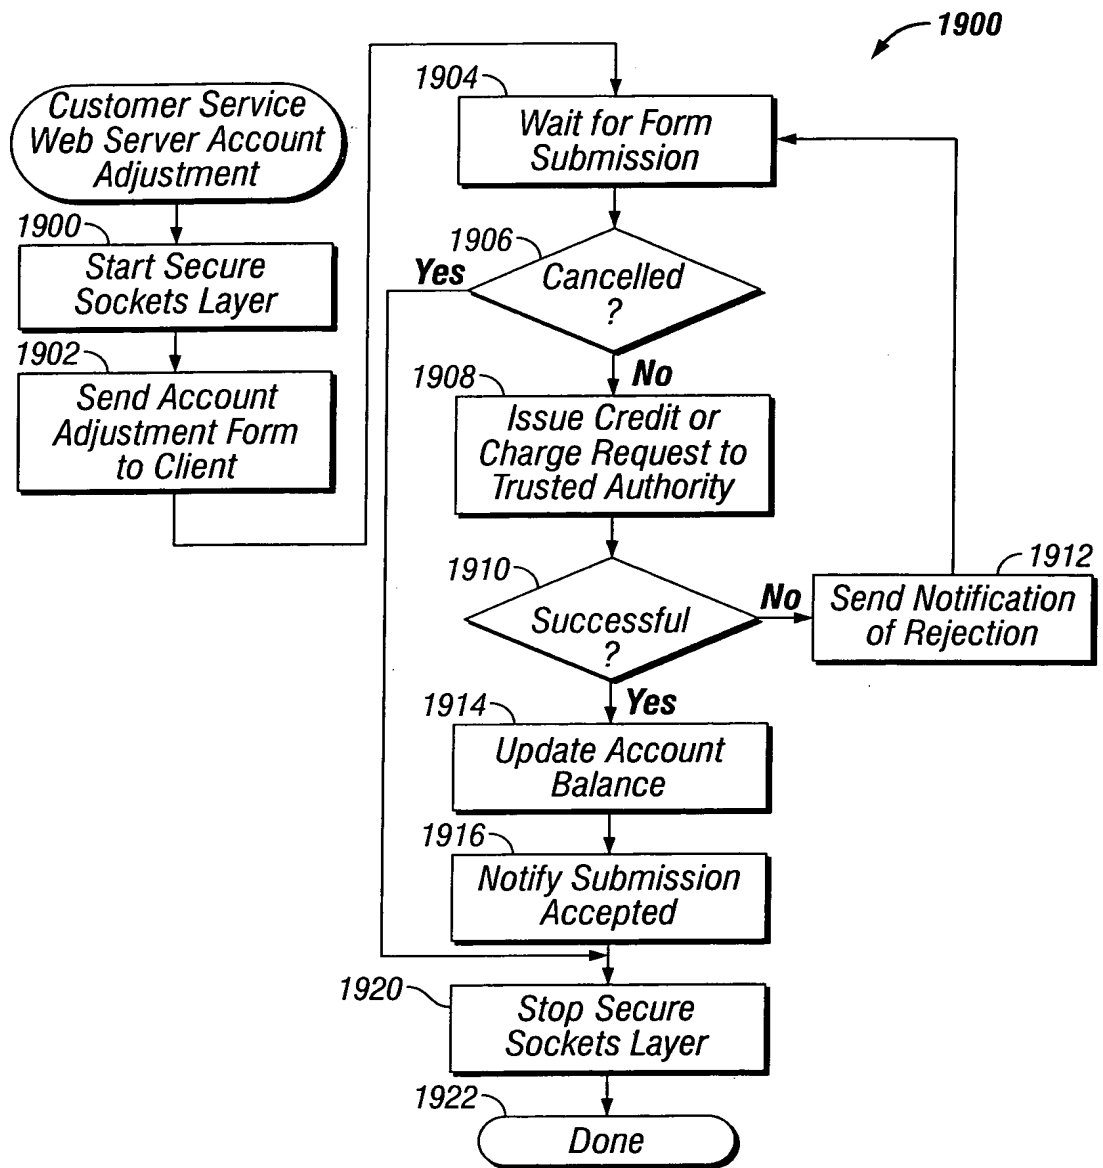 1900
Customer Service
Web Server Account
Adjustment
1900
Start Secure
Sockets Layer
1902
Send Account
Adjustment Form
to Client
1904
Wait for Form
Submission
1906
Yes
Cancelled
?
No
1908
Issue Credit or
Charge Request to
Trusted Authority
1910
Successful
?
No
1912
Send Notification
of Rejection
Yes
1914
Update Account
Balance
1916
Notify Submission
Accepted
1920
Stop Secure
Sockets Layer
1922
Done